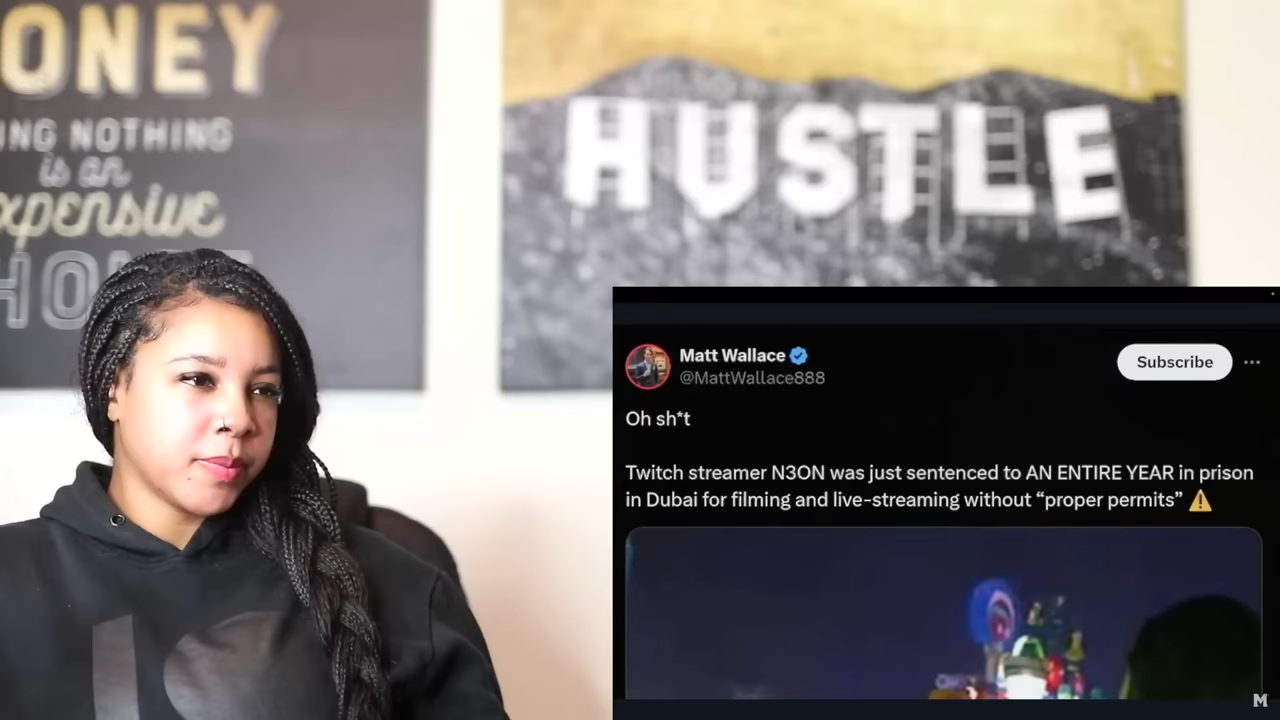 ONEY
ING NOTHING
is an
xpensive
HO
HUSTLE
Matt Wallace
@MattWallace888
Subscribe
Oh sh*t
Twitch streamer N3ON was just sentenced to AN ENTIRE YEAR in prison
in Dubai for filming and live-streaming without “proper permits” ⚠️
M